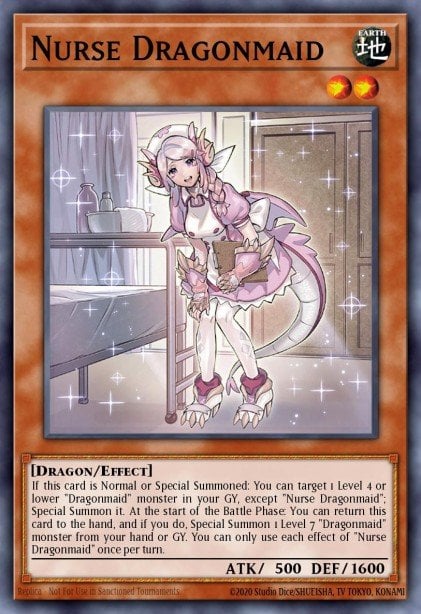 NURSE DRAGONMAID
EARTH
地
[DRAGON/EFFECT]
If this card is Normal or Special Summoned: You can target 1 Level 4 or
lower "Dragonmaid" monster in your GY, except "Nurse Dragonmaid";
Special Summon it. At the start of the Battle Phase: You can return
this card to the hand, and if you do, Special Summon 1 Level 7 "Dragonmaid"
monster from your hand or GY. You can only use each effect of "Nurse
Dragonmaid" once per turn.
ATK/ 500 DEF/1600
Replica - Not For Use in Sanctioned Tournaments
©2020 Studio Dice/SHUEISHA, TV TOKYO, KONAMI